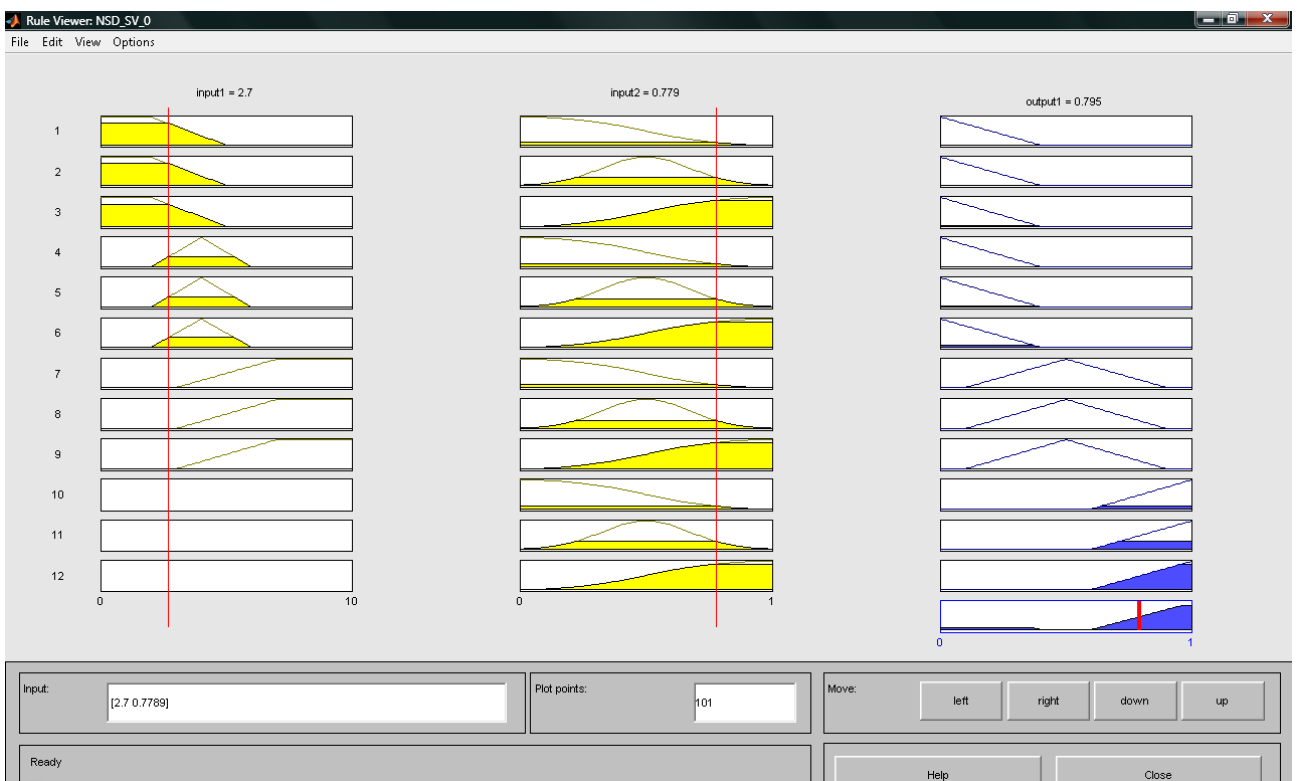 Rule Viewer: NSD_SV_0
File Edit View Options
input1 = 2.7
input2 = 0.779
output1 = 0.795
1
2
3
4
5
6
7
8
9
10
11
12
0 10
0 1
0 1
Input:
[2.7 0.7789]
Plot points:
101
Move:
left right down up
Ready
Help Close